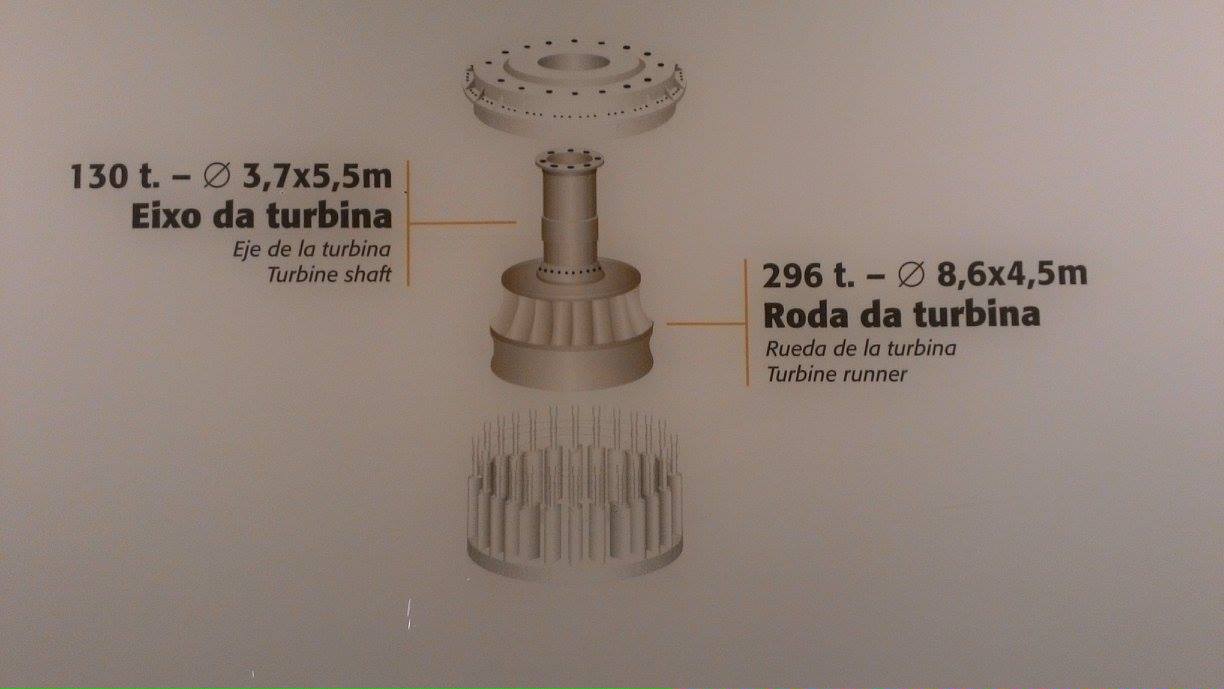 130 t. – ∅ 3,7x5,5m
Eixo da turbina
Eje de la turbina
Turbine shaft
296 t. – ∅ 8,6x4,5m
Roda da turbina
Rueda de la turbina
Turbine runner